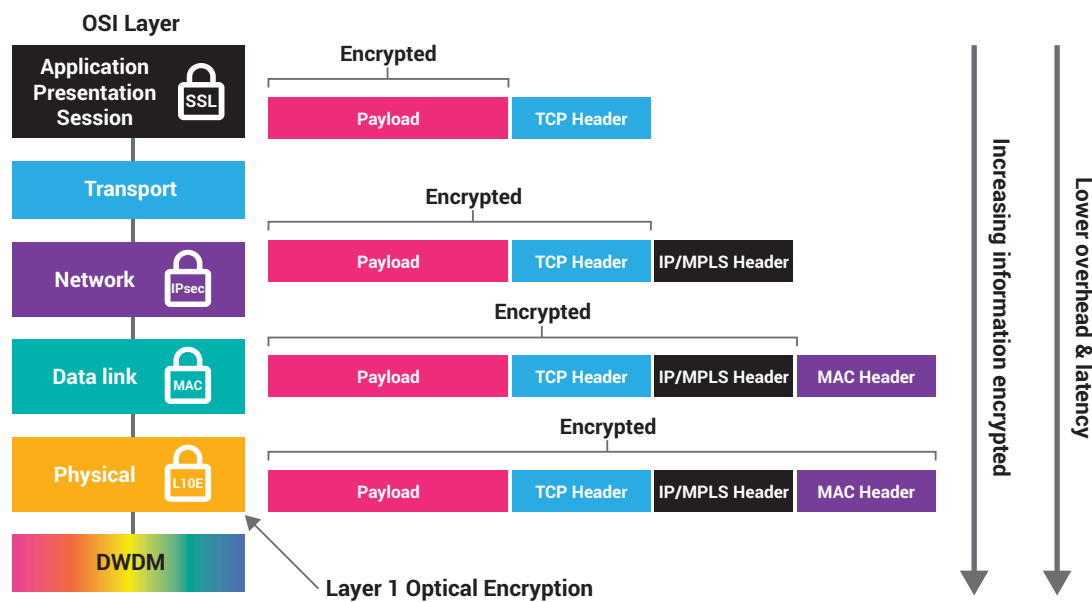 OSI Layer
Application
Presentation
Session
SSL
Encrypted
Payload
TCP Header
Transport
Encrypted
Network
IPsec
Payload
TCP Header
IP/MPLS Header
Encrypted
Data link
MAC
Payload
TCP Header
IP/MPLS Header
MAC Header
Encrypted
Physical
L10E
Payload
TCP Header
IP/MPLS Header
MAC Header
DWDM
Layer 1 Optical Encryption
Increasing information encrypted
Lower overhead & latency